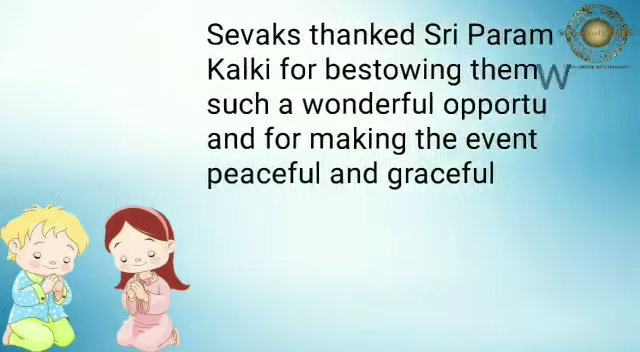 Sevaks thanked Sri Param
Kalki for bestowing them
W
such a wonderful opportu
and for making the event
peaceful and graceful